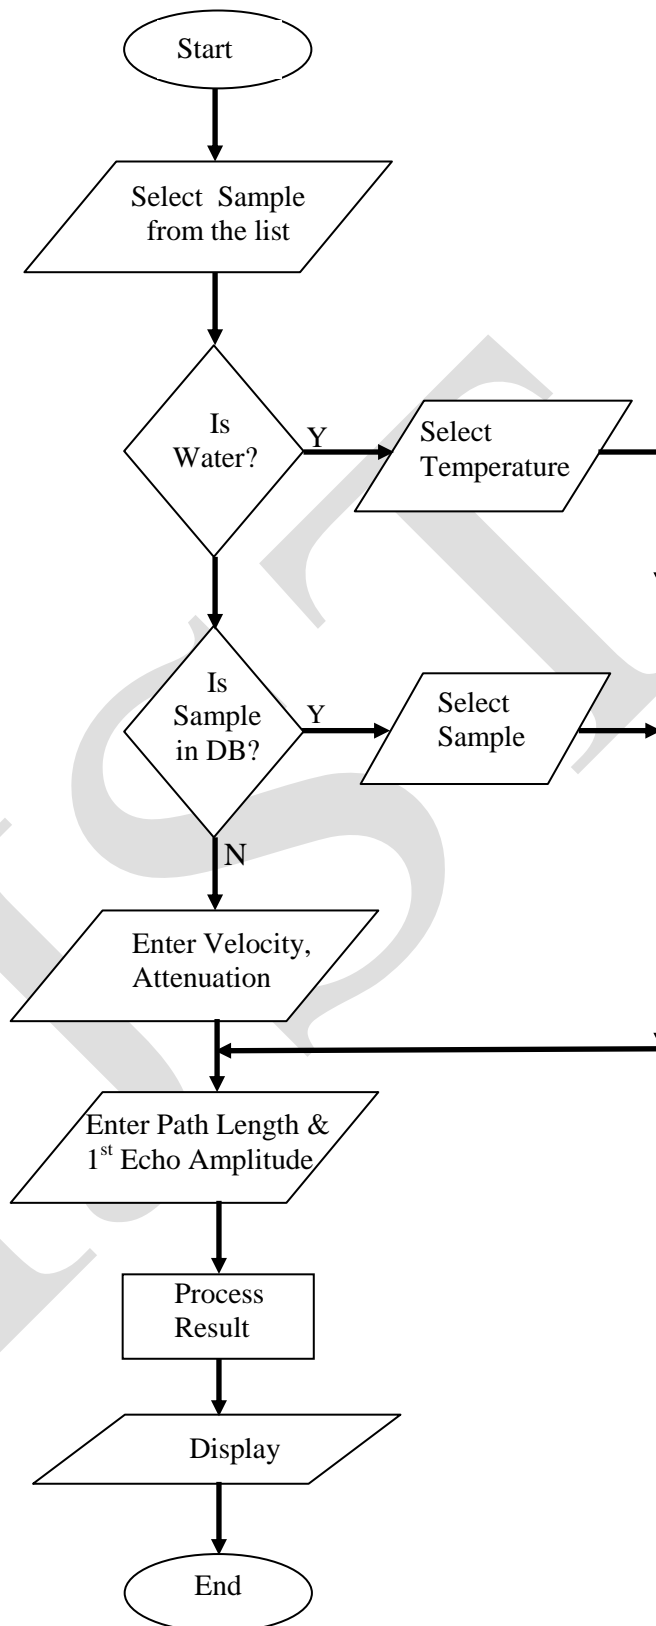 Start
Select Sample
from the list
Is
Water?
Y
Select
Temperature
Is
Sample
in DB?
Y
Select
Sample
N
Enter Velocity,
Attenuation
Enter Path Length &
1st Echo Amplitude
Process
Result
Display
End